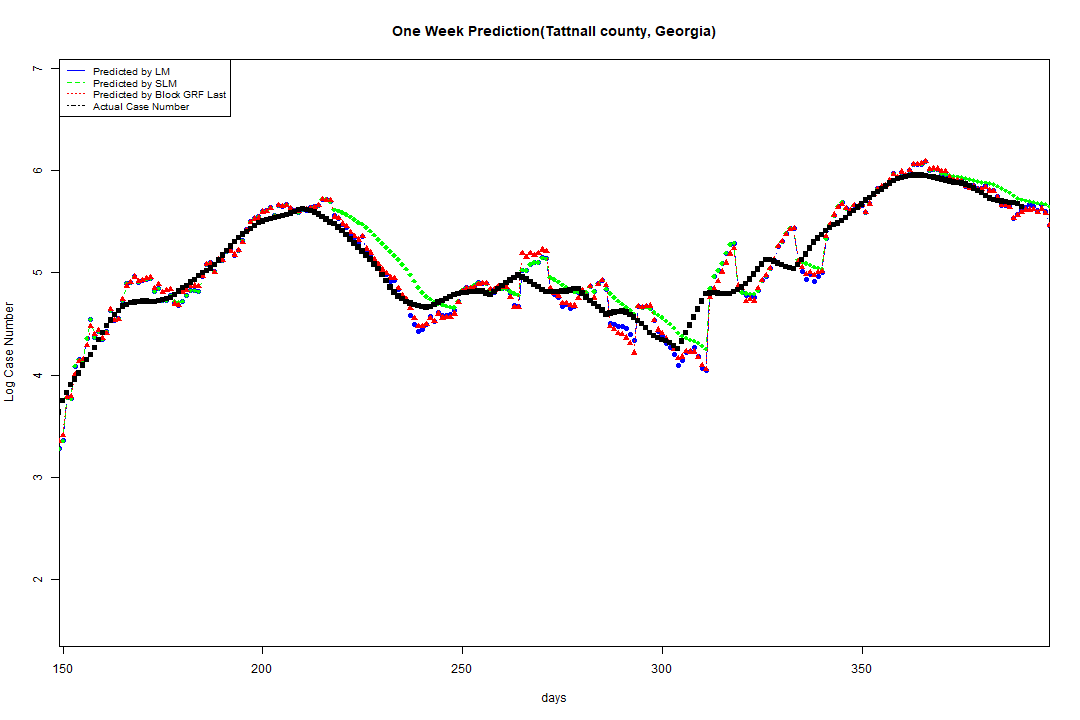 One Week Prediction(Tattnall county, Georgia)
Predicted by LM
Predicted by SLM
Predicted by Block GRF Last
Actual Case Number
7
6
5
4
3
2
Log Case Number
150 200 250 300 350
days